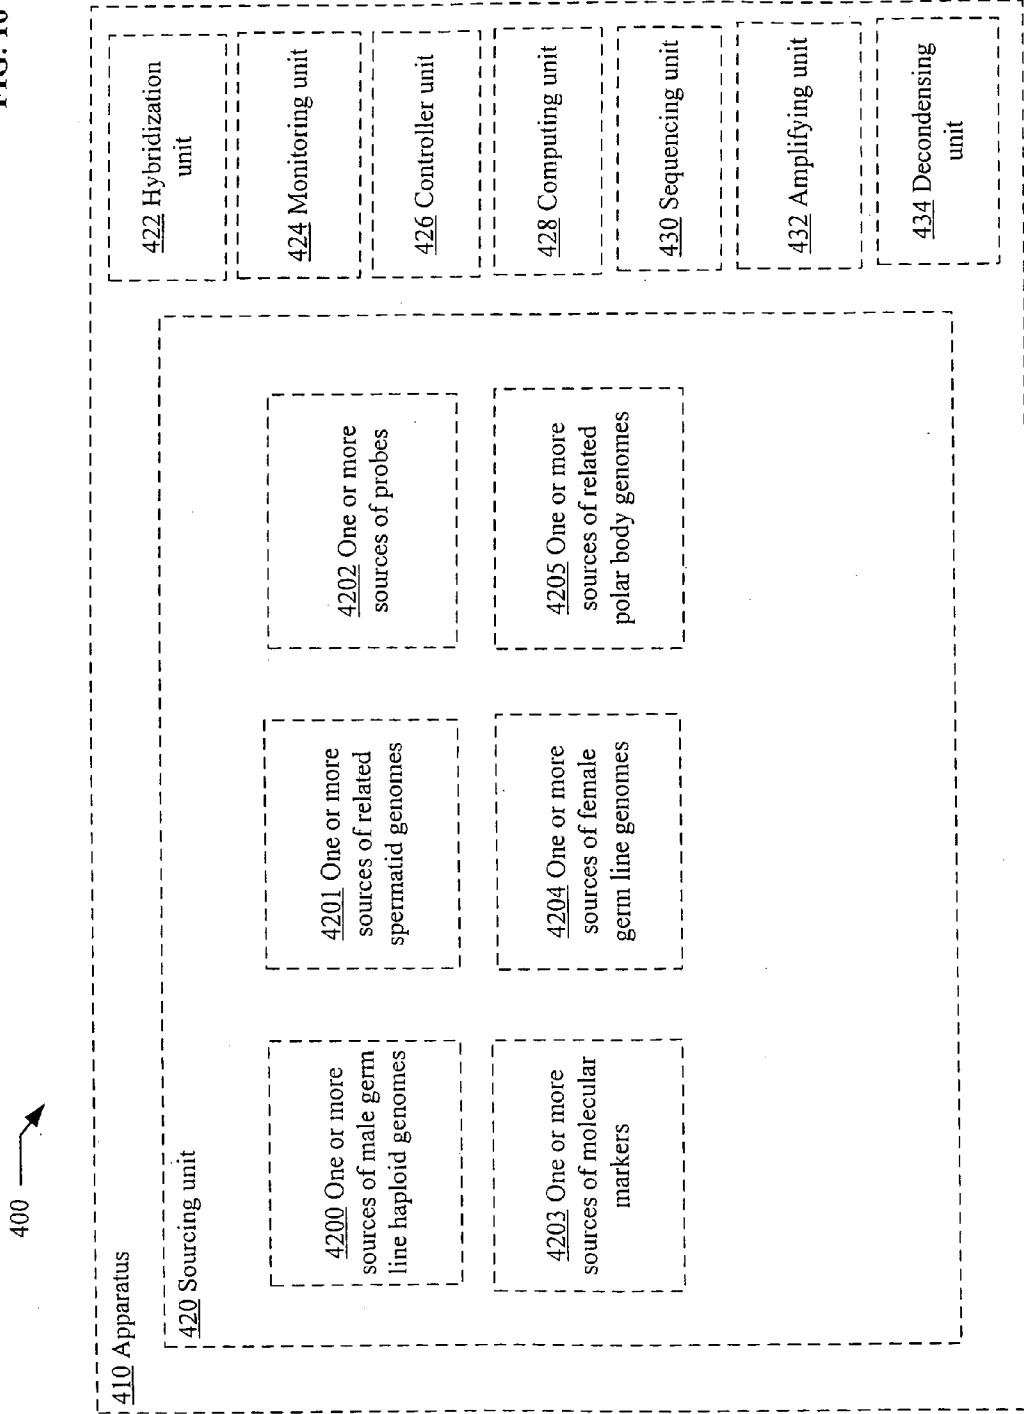 FIG.
400
410 Apparatus
420 Sourcing unit
4200 One or more
sources of male germ
line haploid genomes
4201 One or more
sources of related
spermatid genomes
4202 One or more
sources of probes
4203 One or more
sources of molecular
markers
4204 One or more
sources of female
germ line genomes
4205 One or more
sources of related
polar body genomes
422 Hybridization
unit
424 Monitoring unit
426 Controller unit
428 Computing unit
430 Sequencing unit
432 Amplifying unit
434 Decondensing
unit